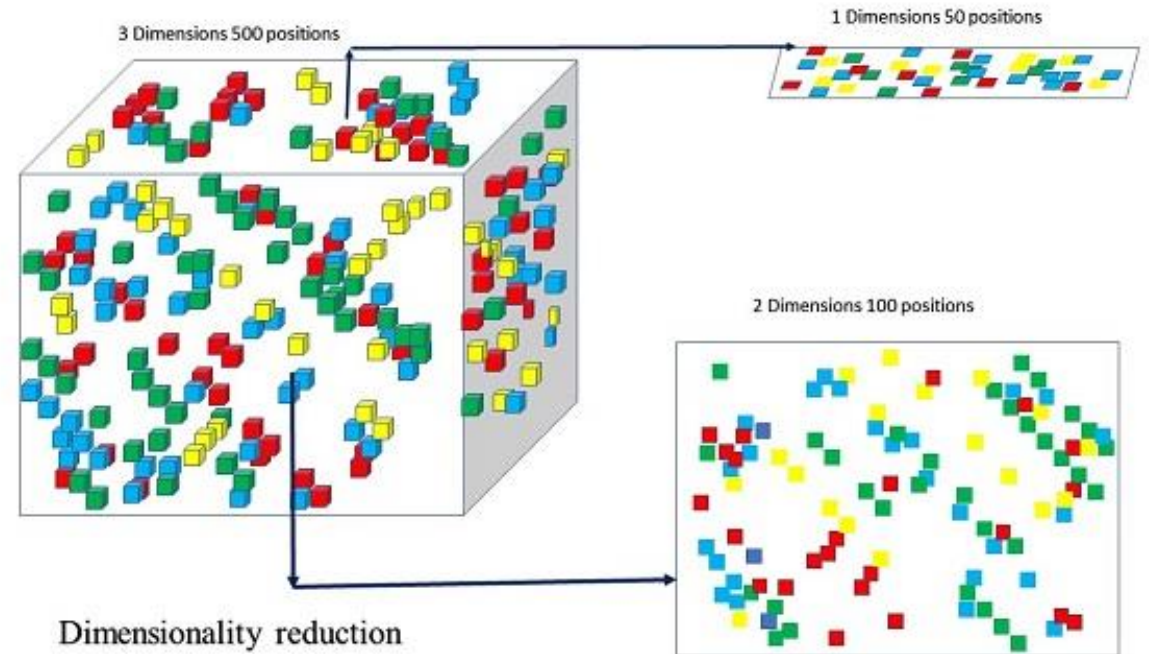 1 Dimensions 50 positions
3 Dimensions 500 positions
2 Dimensions 100 positions
Dimensionality reduction